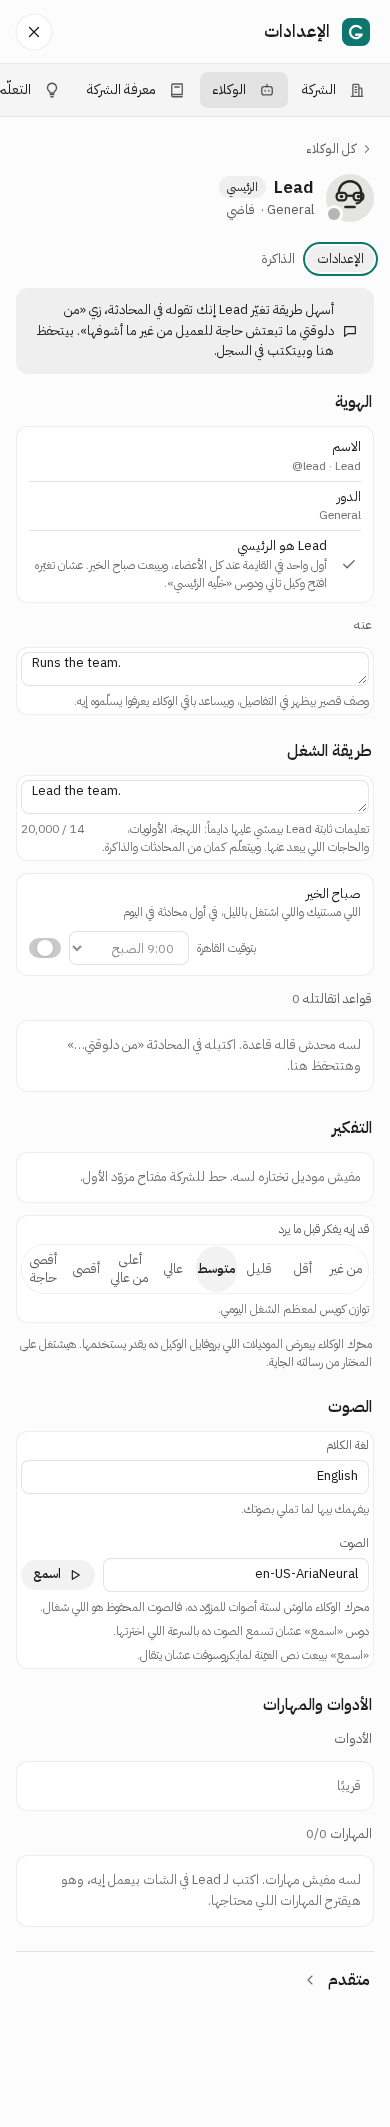 الإعدادات
الشركة
الوكلاء
معرفة الشركة
التعلّم
كل الوكلاء
Lead الرئيسي
General · فاضي
الإعدادات
الذاكرة
أسهل طريقة تغيّر Lead إنك تقوله في المحادثة، زي «من
دلوقتي ما تبعتش حاجة للعميل من غير ما أشوفها». بيتحفظ
هنا وبيتكتب في السجل.
الهوية
الاسم
@lead · Lead
الدور
General
Lead هو الرئيسي
أول واحد في القايمة عند كل الأعضاء، وبيبعت صباح الخير. عشان تغيّره
افتح وكيل تاني ودوس «خلّيه الرئيسي».
عنه
Runs the team.
وصف قصير بيظهر في التفاصيل، وبيساعد باقي الوكلاء يعرفوا يسلّموه إيه.
طريقة الشغل
Lead the team.
تعليمات ثابتة Lead بيمشي عليها دايماً: اللهجة، الأولويات،
والحاجات اللي يبعد عنها. وبيتعلّم كمان من المحادثات والذاكرة.
14 / 20,000
صباح الخير
اللي مستنيك واللي اشتغل بالليل، في أول محادثة في اليوم
بتوقيت القاهرة
9:00 الصبح
قواعد اتقالتله 0
لسه محدش قاله قاعدة. اكتبله في المحادثة «من دلوقتي…»
وهتتحفظ هنا.
التفكير
مفيش موديل تختاره لسه. حط للشركة مفتاح مزوّد الأول.
قد إيه يفكر قبل ما يرد
من غير
أقل
قليل
متوسط
عالي
أعلى من عالي
أقصى
أقصى حاجة
توازن كويس لمعظم الشغل اليومي.
محرّك الوكلاء بيعرض الموديلات اللي بروفايل الوكيل ده يقدر يستخدمها. هيشتغل على
المختار من رسالته الجاية.
الصوت
لغة الكلام
English
بيفهمك بيها لما تملي بصوتك.
الصوت
en-US-AriaNeural
اسمع
محرك الوكلاء مالوش لستة أصوات للمزوّد ده، فالصوت المحفوظ هو اللي شغال.
دوس «اسمع» عشان تسمع الصوت ده بالسرعة اللي اخترتها.
«اسمع» بيبعت نص العيّنة لمايكروسوفت عشان يتقال.
الأدوات والمهارات
الأدوات
قريبًا
المهارات 0/0
لسه مفيش مهارات. اكتب لـ Lead في الشات بيعمل إيه، وهو
هيقترح المهارات اللي محتاجها.
متقدم